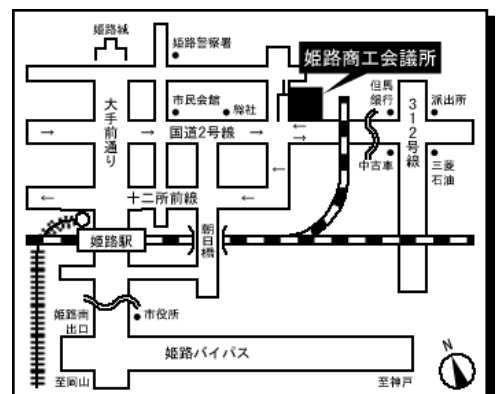 姫路城
姫路警察署
姫路商工会議所
大手前通り
市民会館
総社
但馬
銀行
312号線
派出所
→
→
国道2号線
→
←
→
中古車
三菱
石油
←
←
十二所前線
←
朝日橋
姫路駅
姫路南
出口
市役所
姫路バイパス
至岡山
至神戸
N